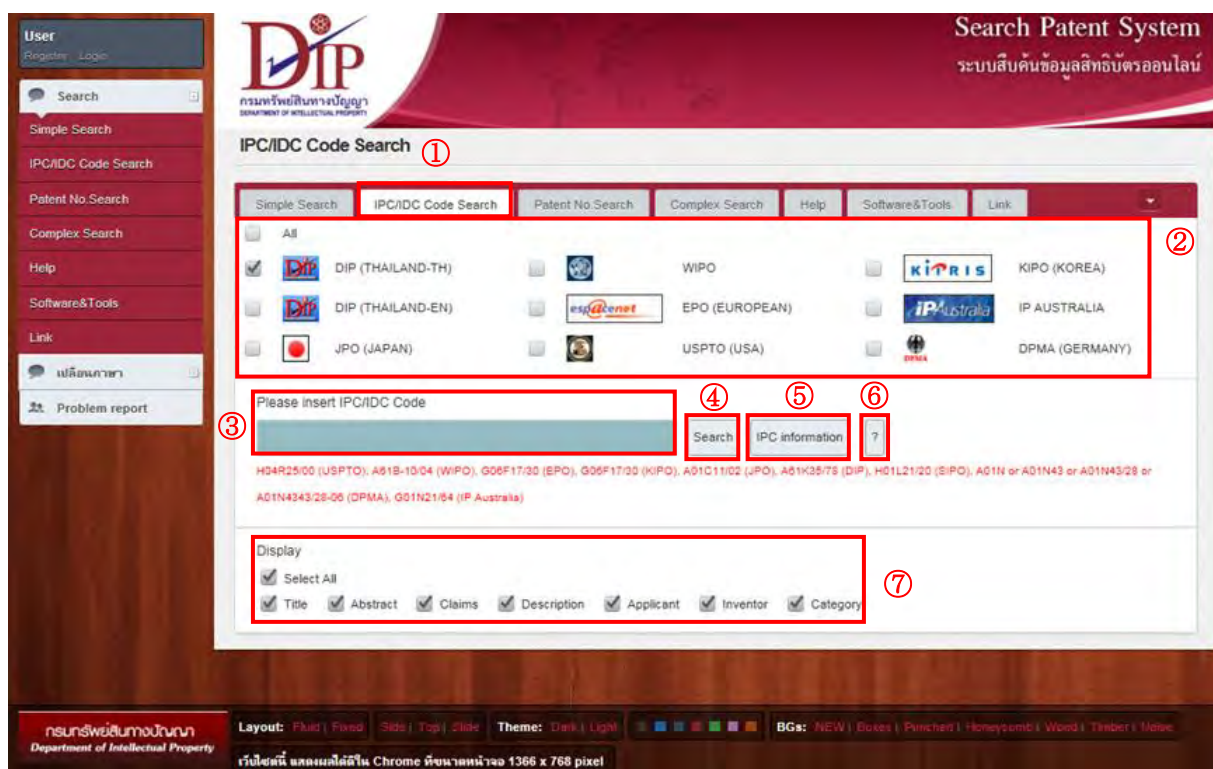 User
Register Login
Search
Simple Search
IPC/IDC Code Search
Patent No.Search
Complex Search
Help
Software&Tools
Link
เปลี่ยนภาษา
Problem report
DIP
กรมทรัพย์สินทางปัญญา
DEPARTMENT OF INTELLECTUAL PROPERTY
Search Patent System
ระบบสืบค้นข้อมูลสิทธิบัตรออนไลน์
IPC/IDC Code Search
①
Simple Search IPC/IDC Code Search Patent No.Search Complex Search Help Software&Tools Link
②
All
DIP DIP (THAILAND-TH) WIPO KIPRIS KIPO (KOREA)
DIP DIP (THAILAND-EN) esp@cenet EPO (EUROPEAN) IPAustralia IP AUSTRALIA
JPO (JAPAN) USPTO (USA) DPMA DPMA (GERMANY)
③
Please insert IPC/IDC Code
④ ⑤ ⑥
Search IPC information ?
H04R25/00 (USPTO), A61B-10/04 (WIPO), G06F17/30 (EPO), G06F17/30 (KIPO), A01C11/02 (JPO), A61K35/78 (DIP), H01L21/20 (SIPO), A01N or A01N43 or A01N43/28 or
A01N4343/28-06 (DPMA), G01N21/64 (IP Australia)
Display
Select All
⑦
Title Abstract Claims Description Applicant Inventor Category
กรมทรัพย์สินทางปัญญา
Department of Intellectual Property
Layout: Fluid | Fixed Side | Top | Slide Theme: Dark | Light BGs: NEW | Boxes | Punched | Honeycomb | Wood | Timber | Noise
เว็บไซต์นี้ แสดงผลได้ดีใน Chrome ที่ขนาดหน้าจอ 1366 x 768 pixel